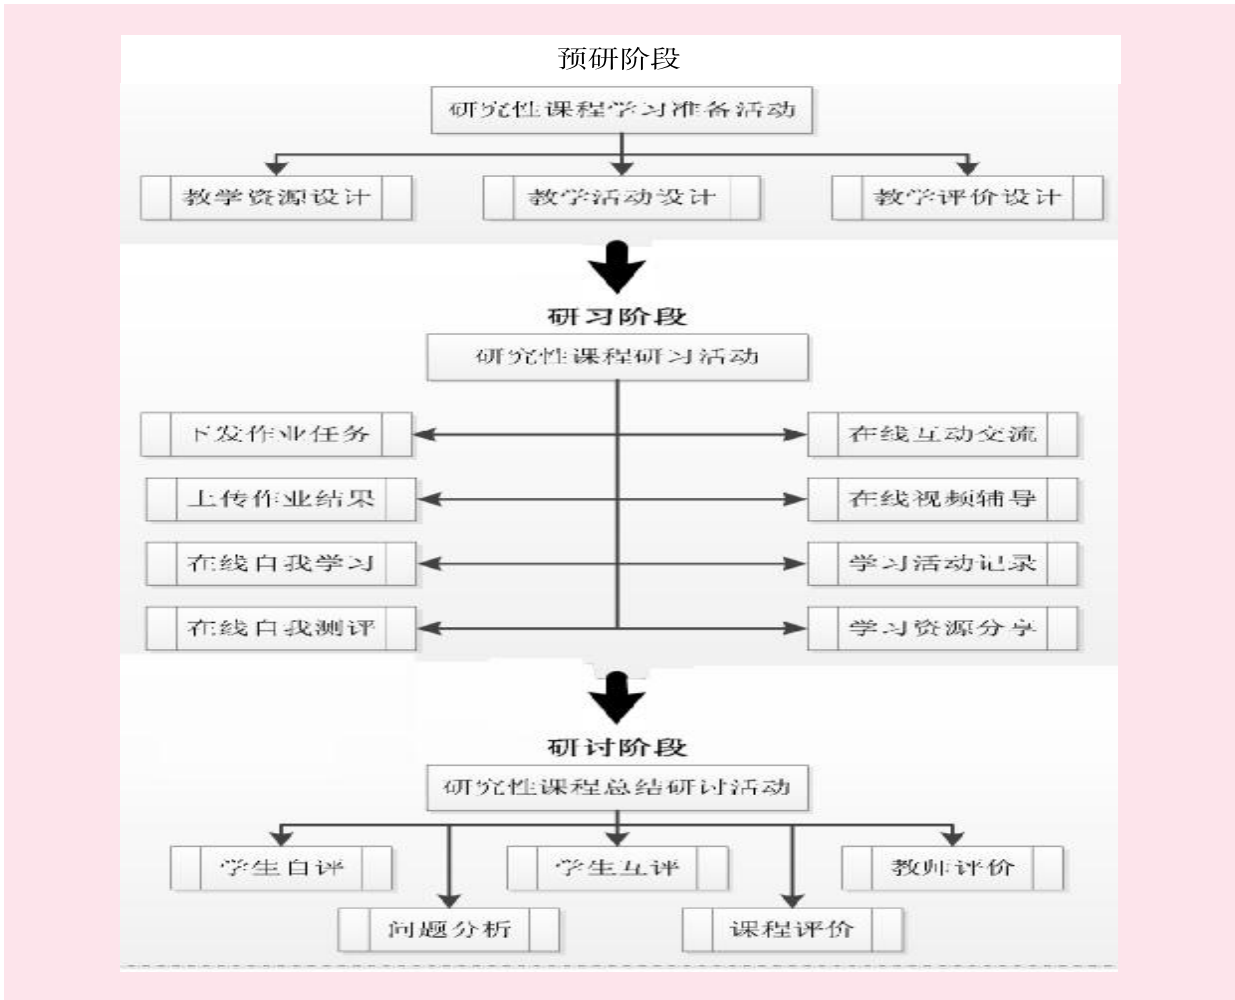 预研阶段
研究性课程学习准备活动
教学资源设计
教学活动设计
教学评价设计
研习阶段
研究性课程研习活动
下发作业任务
在线互动交流
上传作业结果
在线视频辅导
在线自我学习
学习活动记录
在线自我测评
学习资源分享
研讨阶段
研究性课程总结研讨活动
学生自评
学生互评
教师评价
问题分析
课程评价